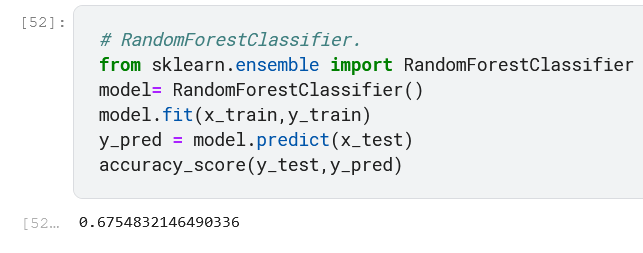 [52]:
# RandomForestClassifier.
from sklearn.ensemble import RandomForestClassifier
model= RandomForestClassifier()
model.fit(x_train,y_train)
y_pred = model.predict(x_test)
accuracy_score(y_test,y_pred)
[52… 0.6754832146490336